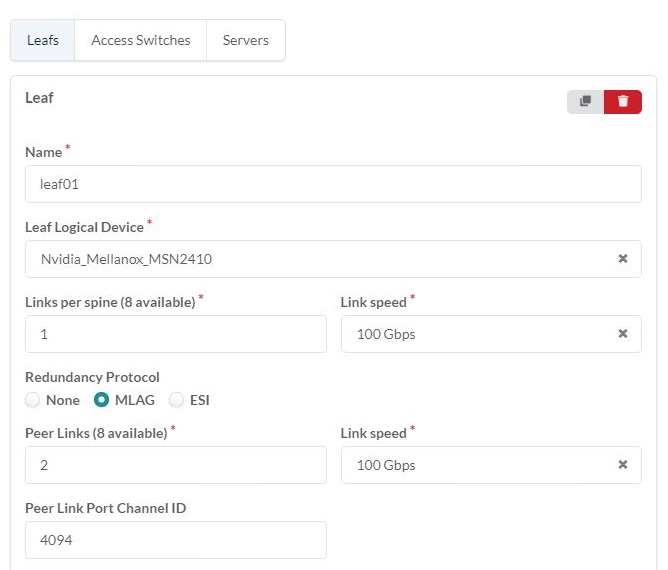 Leafs Access Switches Servers
Leaf
Name *
leaf01
Leaf Logical Device *
Nvidia_Mellanox_MSN2410
Links per spine (8 available) * Link speed *
1 100 Gbps
Redundancy Protocol
None MLAG ESI
Peer Links (8 available) * Link speed *
2 100 Gbps
Peer Link Port Channel ID
4094